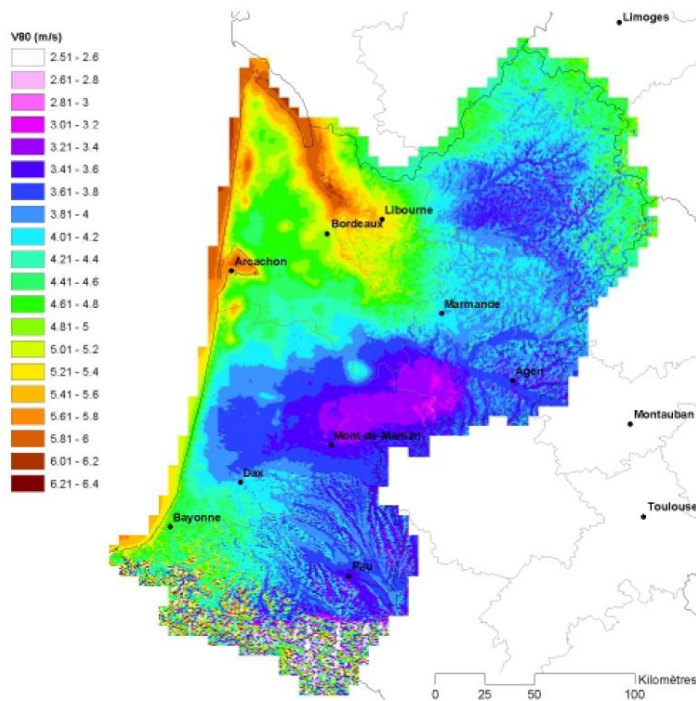 Limoges
V80 (m/s)
2.51 - 2.6
2.61 - 2.8
2.81 - 3
3.01 - 3.2
3.21 - 3.4
3.41 - 3.6
3.61 - 3.8
3.81 - 4
4.01 - 4.2
4.21 - 4.4
4.41 - 4.6
4.61 - 4.8
4.81 - 5
5.01 - 5.2
5.21 - 5.4
5.41 - 5.6
5.61 - 5.8
5.81 - 6
6.01 - 6.2
6.21 - 6.4
Libourne
Bordeaux
Arcachon
Marmande
Agen
Montauban
Mont-de-Marsan
Dax
Toulouse
Bayonne
Pau
Kilomètres
0 25 50 100